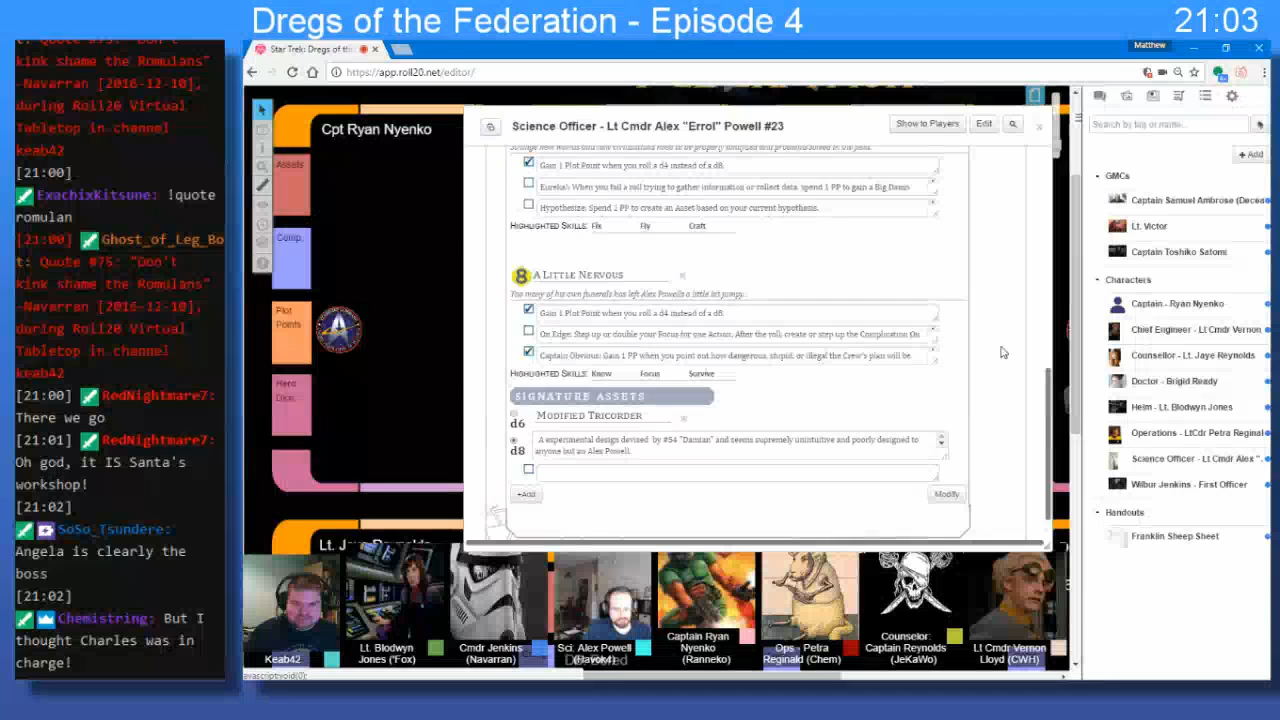 Dregs of the Federation - Episode 4
21:03
kink shame the Romulans"
-Navarran [2016-12-10],
during Roll20 Virtual
Tabletop in channel
keab42
[21:00]
ExachixKitsune: !quote
romulan
[21:00] Ghost_of_Leg_Bo
t: Quote #75: "Don't
kink shame the Romulans"
-Navarran [2016-12-10],
during Roll20 Virtual
Tabletop in channel
keab42
[21:00] RedNightmare7:
There we go
[21:01] RedNightmare7:
Oh god, it IS Santa's
workshop!
[21:02]
SoSo_Tsundere:
Angela is clearly the
boss
[21:02]
Chemistring: But I
thought Charles was in
charge!
Matthew
Star Trek: Dregs of the
https://app.roll20.net/editor/
Cpt Ryan Nyenko
Assets
Comp.
Plot
Points
Hero
Dice
Science Officer - Lt Cmdr Alex "Errol" Powell #23
Show to Players
Edit
Gain 1 Plot Point when you roll a d4 instead of a d8.
Eureka!: When you fail a roll trying to gather information or collect data, spend 1 PP to gain a Big Damn
Hypothesize: Spend 2 PP to create an Asset based on your current hypothesis.
Highlighted Skills: Fix Fly Craft
8 A Little Nervous
Too many of his own funerals has left Alex Powells a little bit jumpy.
Gain 1 Plot Point when you roll a d4 instead of a d8.
On Edge: Step up or double your Focus for one Action. After the roll, create or step up the Complication On
Captain Obvious: Gain 1 PP when you point out how dangerous, stupid, or illegal the Crew's plan will be.
Highlighted Skills: Know Focus Survive
Signature Assets
d6
Modified Tricorder
d8
A experimental design devised by #54 "Damian" and seems supremely unintuitive and poorly designed to
anyone but an Alex Powell.
+Add
Modify
Lt. Jaye Reynolds
Search by tag or name...
+ Add
GMCs
Captain Samuel Ambrose (Decea
Lt. Victor
Captain Toshiko Satomi
Characters
Captain - Ryan Nyenko
Chief Engineer - Lt Cmdr Vernon
Counsellor - Lt. Jaye Reynolds
Doctor - Brigid Ready
Helm - Lt. Blodwyn Jones
Operations - LtCdr Petra Reginal
Science Officer - Lt Cmdr Alex "
Wilbur Jenkins - First Officer
Handouts
Franklin Sheep Sheet
Keab42
Lt. Blodwyn
Jones ('Fox)
Cmdr Jenkins
(Navarran)
Sci. Alex Powell
Captain Ryan
Nyenko
(Ranneko)
Ops - Petra
Reginald (Chem)
Counselor:
Captain Reynolds
(JeKaWo)
Lt Cmdr Vernon
Lloyd (CWH)
avascript:void(0);